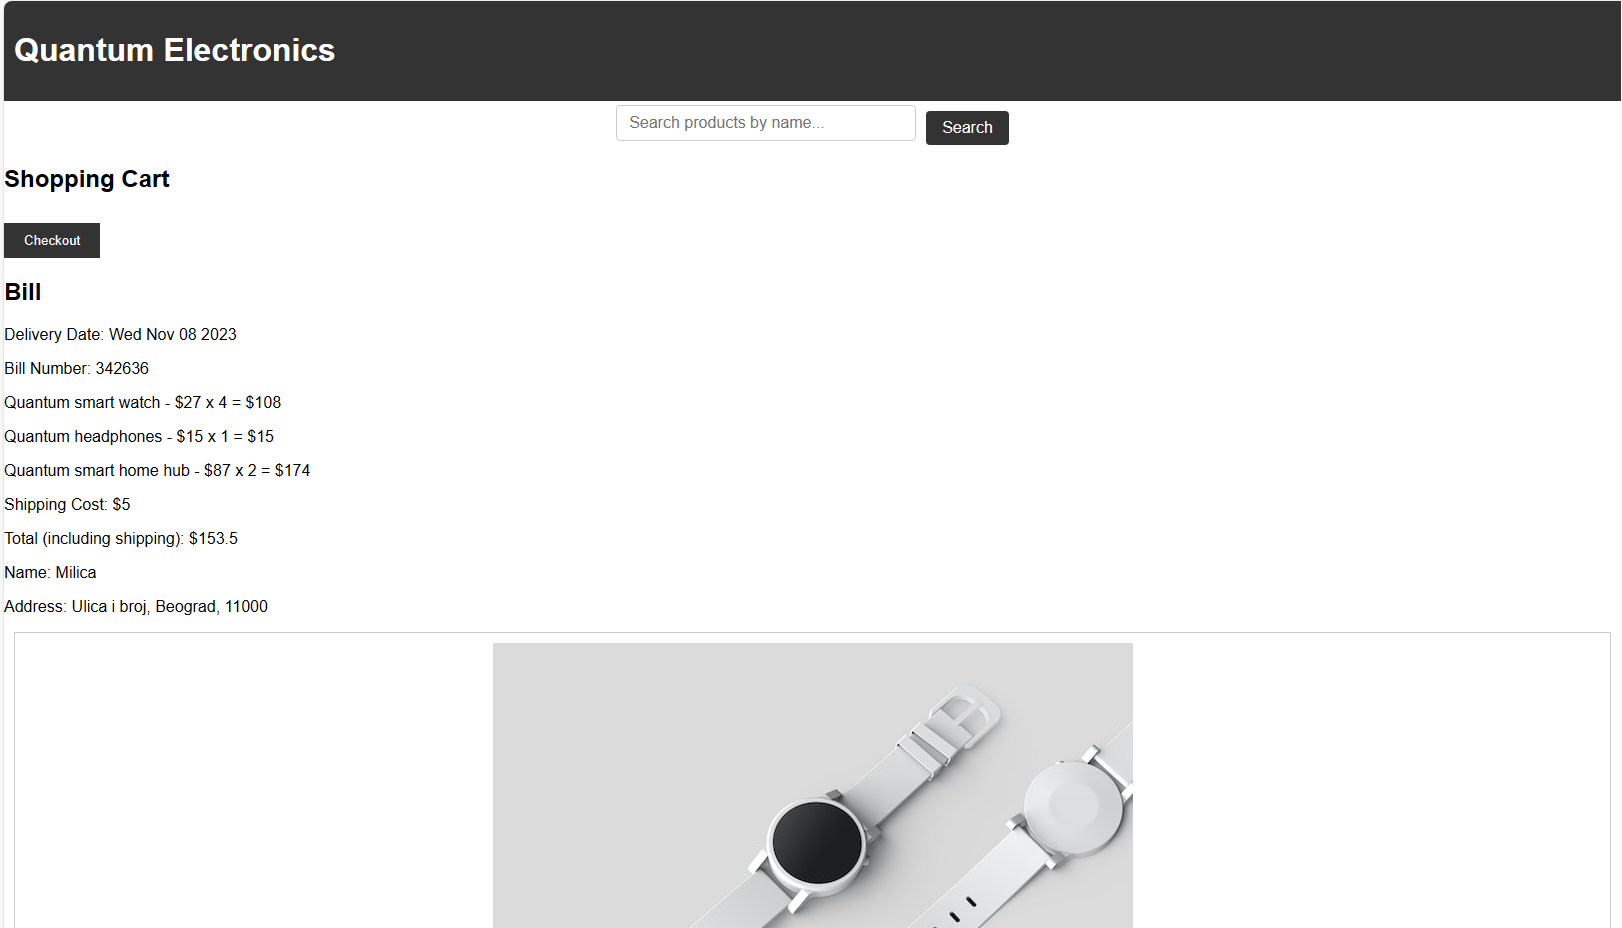 Quantum Electronics
Search products by name...
Search
Shopping Cart
Checkout
Bill
Delivery Date: Wed Nov 08 2023
Bill Number: 342636
Quantum smart watch - $27 x 4 = $108
Quantum headphones - $15 x 1 = $15
Quantum smart home hub - $87 x 2 = $174
Shipping Cost: $5
Total (including shipping): $153.5
Name: Milica
Address: Ulica i broj, Beograd, 11000